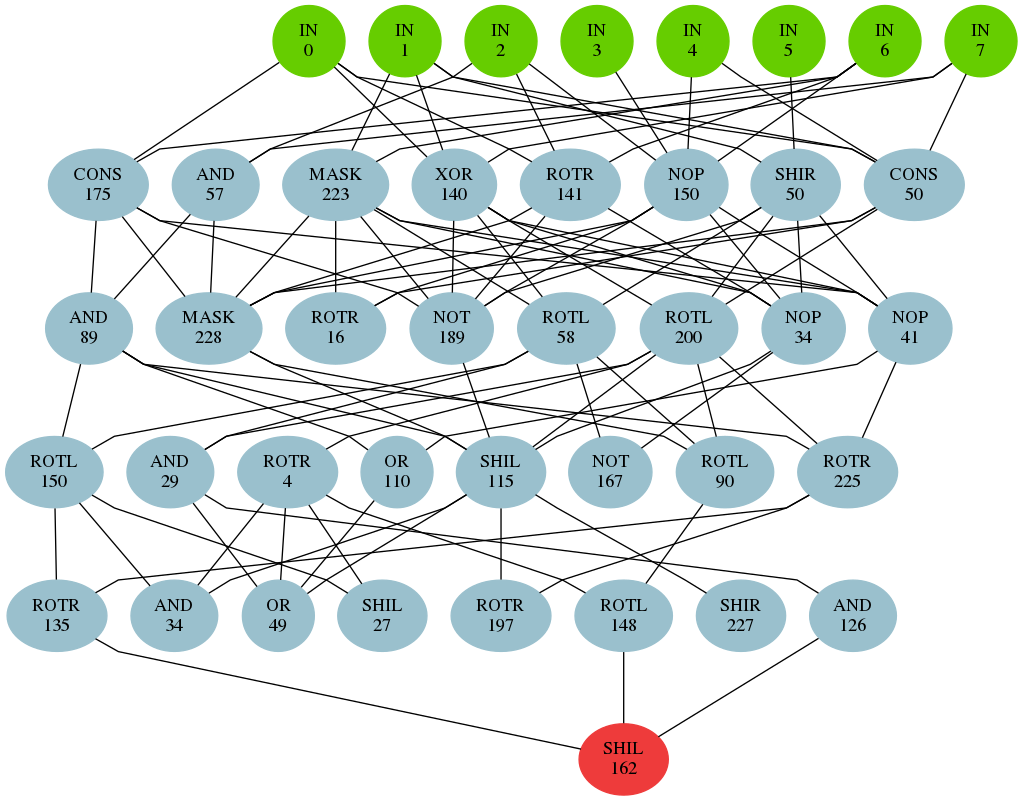 IN
0
IN
1
IN
2
IN
3
IN
4
IN
5
IN
6
IN
7
CONS
175
AND
57
MASK
223
XOR
140
ROTR
141
NOP
150
SHIR
50
CONS
50
AND
89
MASK
228
ROTR
16
NOT
189
ROTL
58
ROTL
200
NOP
34
NOP
41
ROTL
150
AND
29
ROTR
4
OR
110
SHIL
115
NOT
167
ROTL
90
ROTR
225
ROTR
135
AND
34
OR
49
SHIL
27
ROTR
197
ROTL
148
SHIR
227
AND
126
SHIL
162